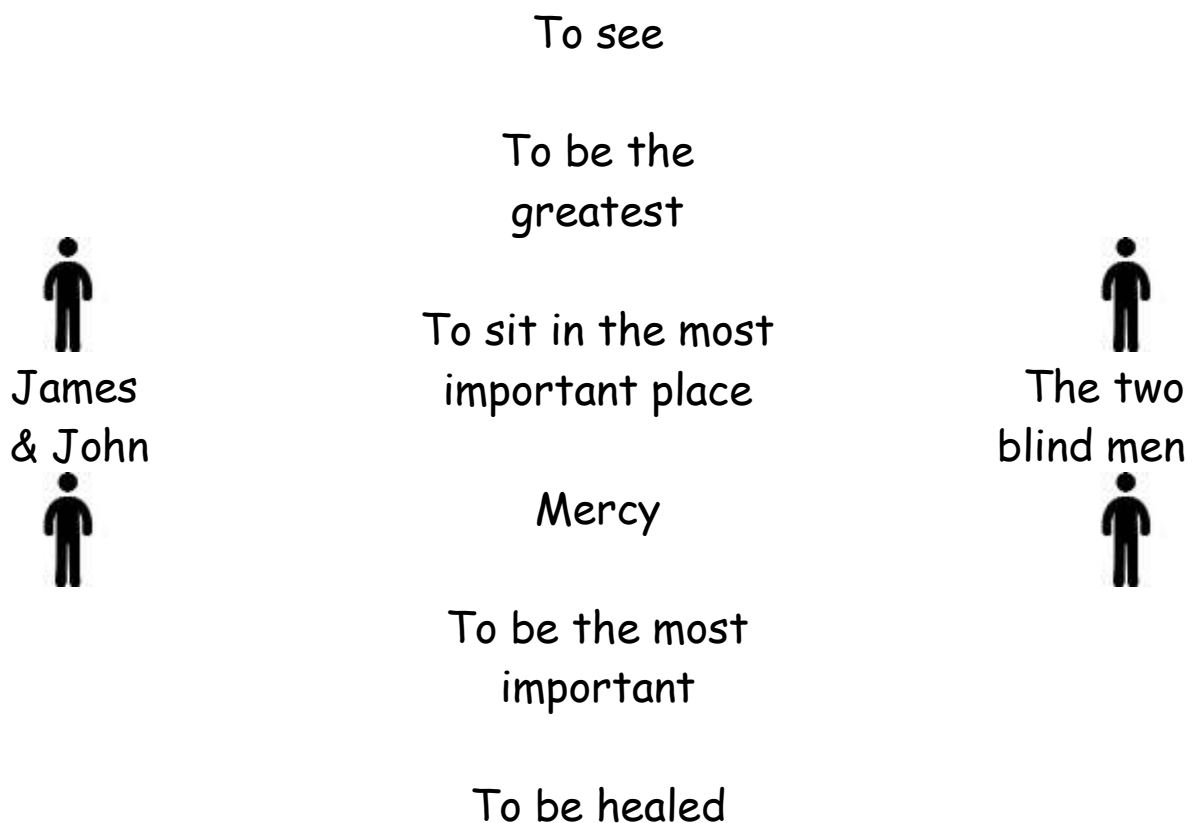 To see
To be the
greatest
To sit in the most
important place
James
& John
The two
blind men
Mercy
To be the most
important
To be healed